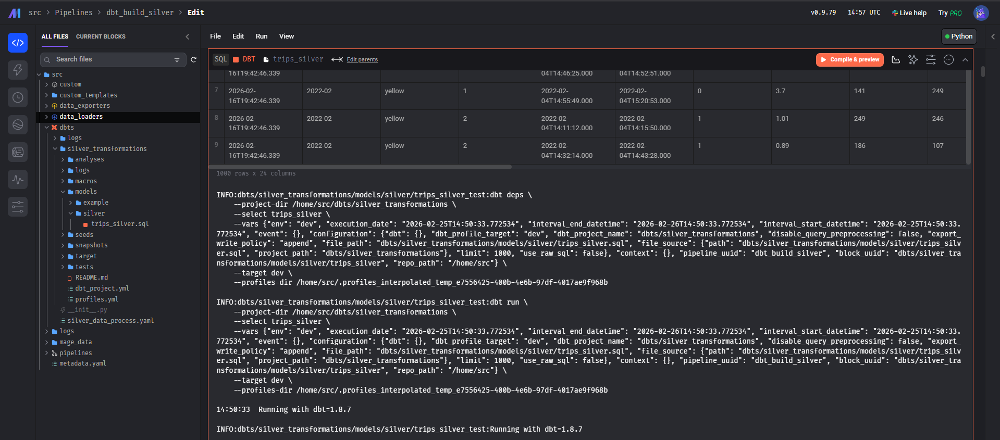 src > Pipelines > dbt_build_silver > Edit
v0.9.79 14:57 UTC Live help Try PRO
ALL FILES CURRENT BLOCKS
File Edit Run View
Python
Search files
src
custom
custom_templates
data_exporters
data_loaders
dbts
logs
silver_transformations
analyses
logs
macros
models
example
silver
trips_silver.sql
seeds
snapshots
target
tests
README.md
dbt_project.yml
profiles.yml
__init__.py
silver_data_process.yaml
logs
mage_data
pipelines
metadata.yaml
SQL DBT trips_silver Edit parents
Compile & preview
16T19:42:46.339 04T14:46:25.000 04T14:52:51.000
7 2026-02- 2022-02 yellow 1 2022-02- 2022-02- 0 3.7 141 249
16T19:42:46.339 04T14:55:49.000 04T15:20:53.000
8 2026-02- 2022-02 yellow 2 2022-02- 2022-02- 1 1.01 249 246
16T19:42:46.339 04T14:11:12.000 04T14:15:50.000
9 2026-02- 2022-02 yellow 2 2022-02- 2022-02- 1 0.89 186 107
16T19:42:46.339 04T14:32:14.000 04T14:43:28.000
1000 rows x 24 columns
INFO:dbts/silver_transformations/models/silver/trips_silver_test:dbt deps \
--project-dir /home/src/dbts/silver_transformations \
--select trips_silver \
--vars {"env": "dev", "execution_date": "2026-02-25T14:50:33.772534", "interval_end_datetime": "2026-02-26T14:50:33.772534", "interval_start_datetime": "2026-02-25T14:50:33.
772534", "event": {}, "configuration": {"dbt": {}, "dbt_profile_target": "dev", "dbt_project_name": "dbts/silver_transformations", "disable_query_preprocessing": false, "export_
write_policy": "append", "file_path": "dbts/silver_transformations/models/silver/trips_silver.sql", "file_source": {"path": "dbts/silver_transformations/models/silver/trips_silv
er.sql", "project_path": "dbts/silver_transformations"}, "limit": 1000, "use_raw_sql": false}, "context": {}, "pipeline_uuid": "dbt_build_silver", "block_uuid": "dbts/silver_tra
nsformations/models/silver/trips_silver", "repo_path": "/home/src"} \
--target dev \
--profiles-dir /home/src/.profiles_interpolated_temp_e7556425-400b-4e6b-97df-4017ae9f968b
INFO:dbts/silver_transformations/models/silver/trips_silver_test:dbt run \
--project-dir /home/src/dbts/silver_transformations \
--select trips_silver \
--vars {"env": "dev", "execution_date": "2026-02-25T14:50:33.772534", "interval_end_datetime": "2026-02-26T14:50:33.772534", "interval_start_datetime": "2026-02-25T14:50:33.
772534", "event": {}, "configuration": {"dbt": {}, "dbt_profile_target": "dev", "dbt_project_name": "dbts/silver_transformations", "disable_query_preprocessing": false, "export_
write_policy": "append", "file_path": "dbts/silver_transformations/models/silver/trips_silver.sql", "file_source": {"path": "dbts/silver_transformations/models/silver/trips_silv
er.sql", "project_path": "dbts/silver_transformations"}, "limit": 1000, "use_raw_sql": false}, "context": {}, "pipeline_uuid": "dbt_build_silver", "block_uuid": "dbts/silver_tra
nsformations/models/silver/trips_silver", "repo_path": "/home/src"} \
--target dev \
--profiles-dir /home/src/.profiles_interpolated_temp_e7556425-400b-4e6b-97df-4017ae9f968b
14:50:33  Running with dbt=1.8.7
INFO:dbts/silver_transformations/models/silver/trips_silver_test:Running with dbt=1.8.7